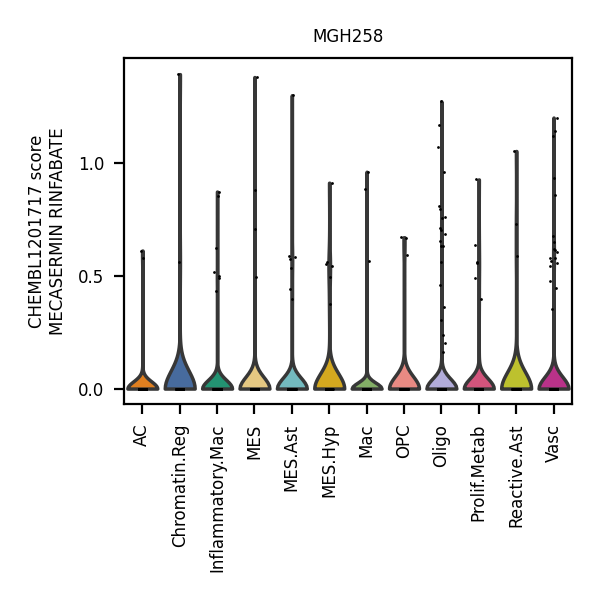 MGH258
CHEMBL1201717 score
MECASERMIN RINFABATE
1.0
0.5
0.0
AC
Chromatin.Reg
Inflammatory.Mac
MES
MES.Ast
MES.Hyp
Mac
OPC
Oligo
Prolif.Metab
Reactive.Ast
Vasc